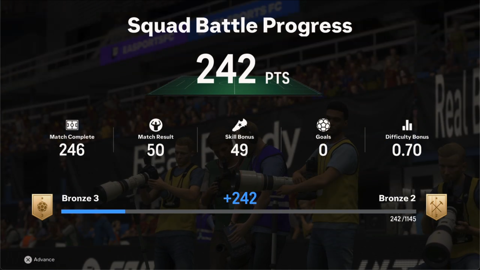 Squad Battle Progress
242 PTS
Match Complete
246
Match Result
50
Skill Bonus
49
Goals
0
Difficulty Bonus
0.70
Bronze 3
+242
Bronze 2
242 /1145
Advance